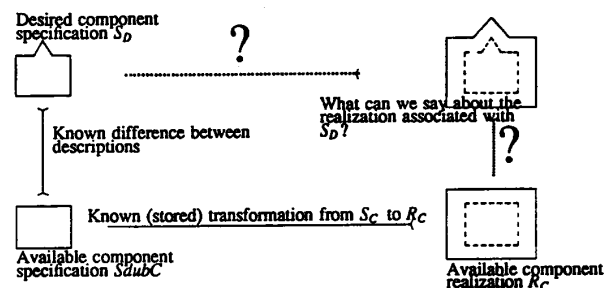 Desired component
specification S_D
?
What can we say about the
realization associated with
S_D?
Known difference between
descriptions
?
Known (stored) transformation from S_C to R_C
Available component
specification SdubC
Available component
realization R_C